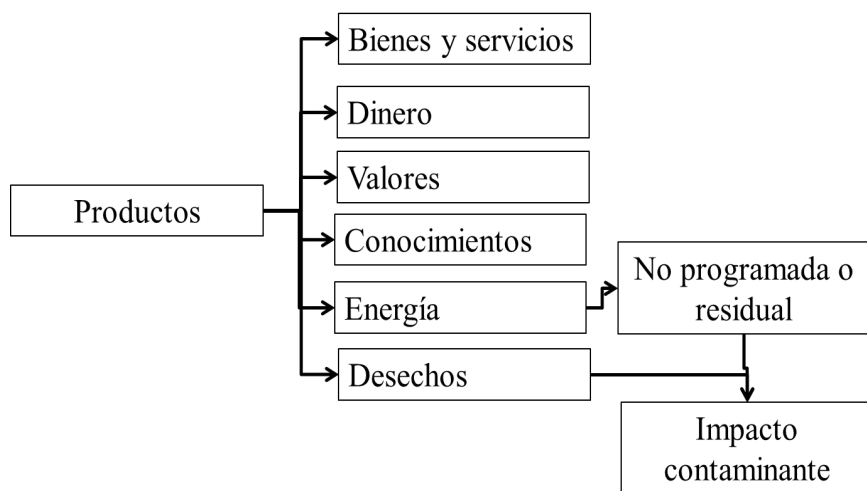 Bienes y servicios
Dinero
Valores
Productos
Conocimientos
Energía
No programada o
residual
Desechos
Impacto
contaminante